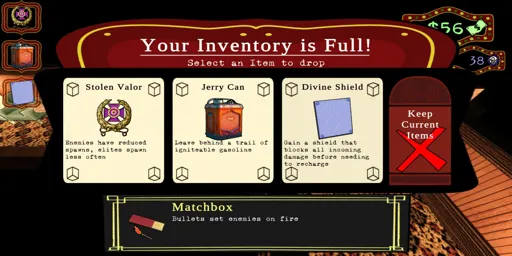 Your Inventory is Full!
Select an Item to drop
$56
38
Stolen Valor
Enemies have reduced
spawns, elites spawn
less often
Jerry Can
Leave behind a trail of
igniteable gasoline
Divine Shield
Gain a shield that
blocks all incoming
damage before needing
to recharge
Keep
Current
Items
Matchbox
Bullets set enemies on fire